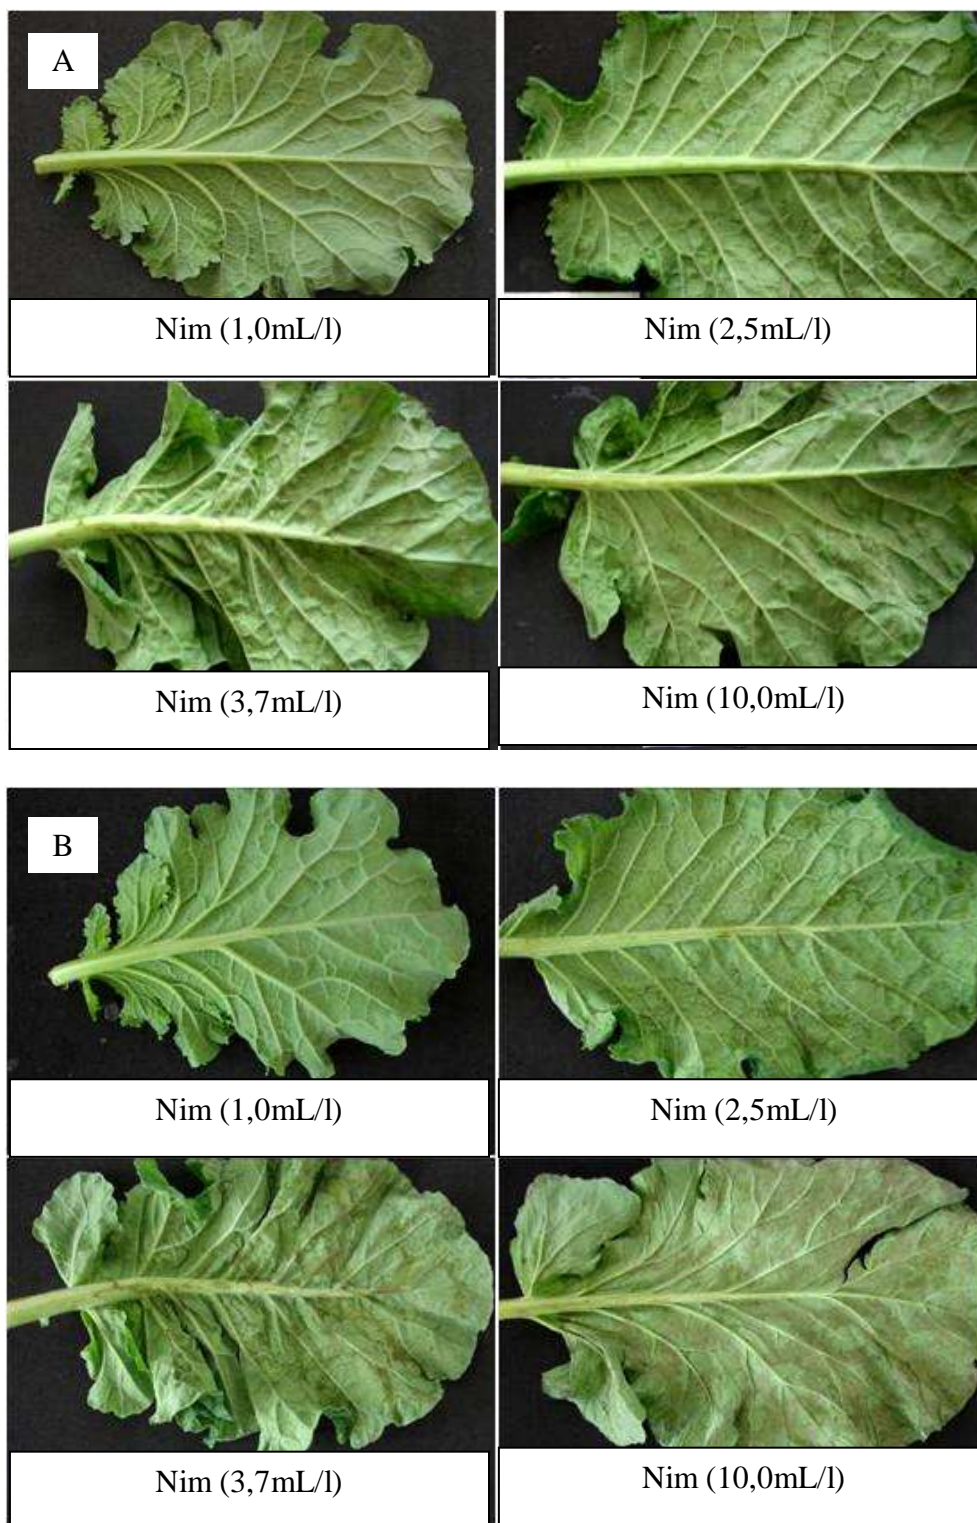 A
Nim (1,0mL/l)
Nim (2,5mL/l)
Nim (3,7mL/l)
Nim (10,0mL/l)
B
Nim (1,0mL/l)
Nim (2,5mL/l)
Nim (3,7mL/l)
Nim (10,0mL/l)